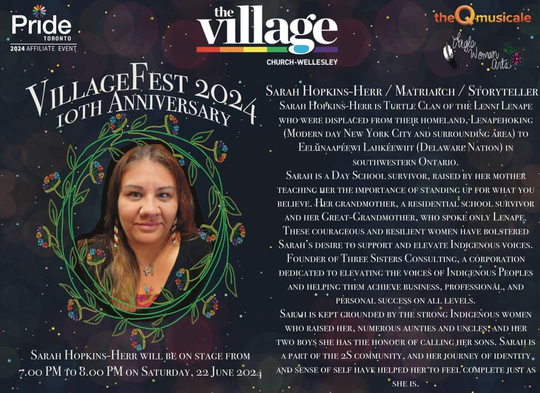 Pride
TORONTO
2024 AFFILIATE EVENT
the
village
CHURCH-WELLESLEY
theQmusicale
Eagle
Woman
Arts
VillageFest 2024
10th Anniversary
Sarah Hopkins-Herr / Matriarch / Storyteller
Sarah Hopkins-Herr is Turtle Clan of the Lenni Lenape
who were displaced from their homeland, Lenapehoking
(Modern day New York City and surrounding area) to
Eelūnaapéewi Lahkéewiit (Delaware Nation) in
southwestern Ontario.
Sarah is a Day School survivor, raised by her mother
teaching her the importance of standing up for what you
believe. Her grandmother, a residential school survivor
and her Great-Grandmother, who spoke only Lenape.
These courageous and resilient women have bolstered
Sarah's desire to support and elevate Indigenous voices.
Founder of Three Sisters Consulting, a corporation
dedicated to elevating the voices of Indigenous Peoples
and helping them achieve business, professional, and
personal success on all levels.
Sarah is kept grounded by the strong Indigenous women
who raised her, numerous aunties and uncles; and her
two boys she has the honour of calling her sons. Sarah is
a part of the 2S community, and her journey of identity
and sense of self have helped her to feel complete just as
she is.
Sarah Hopkins-Herr will be on stage from
7.00 PM to 8.00 PM on Saturday, 22 June 2024